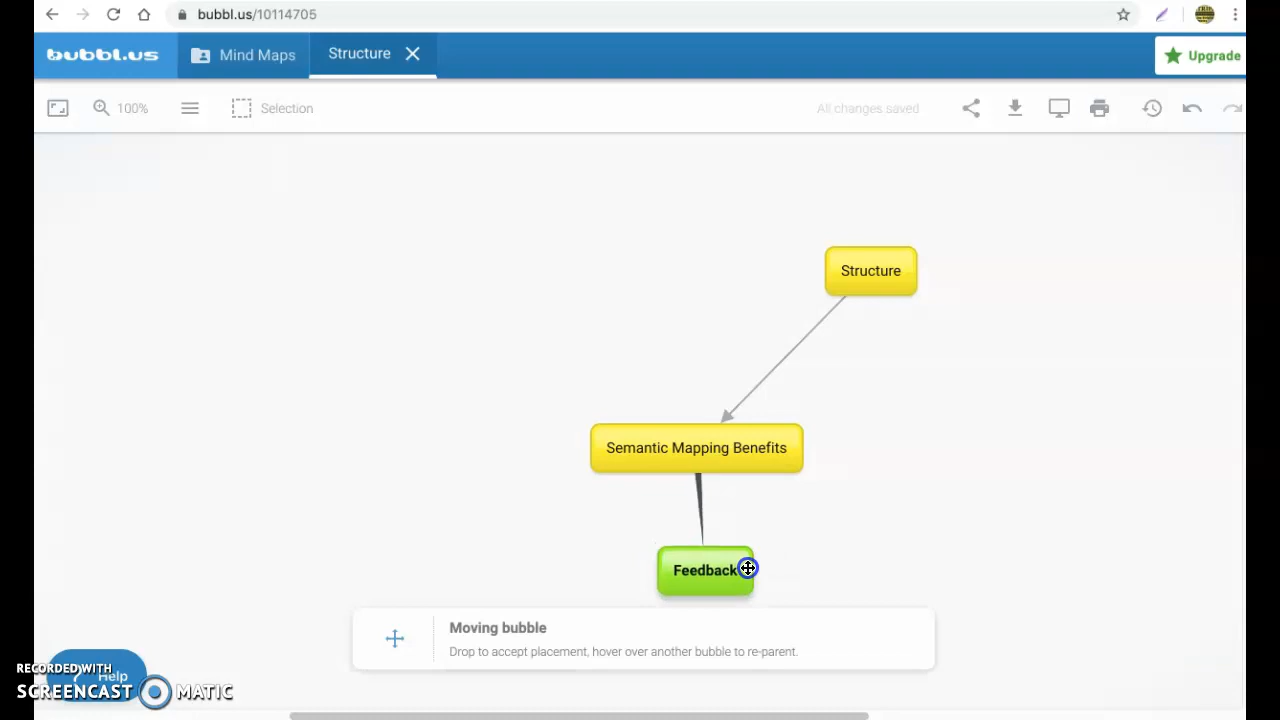 bubbl.us/10114705
bubbl.us
Mind Maps
Structure
Upgrade
100%
Selection
All changes saved
Structure
Semantic Mapping Benefits
Feedback
Moving bubble
Drop to accept placement, hover over another bubble to re-parent.
? Help
RECORDED WITH
SCREENCAST MATIC